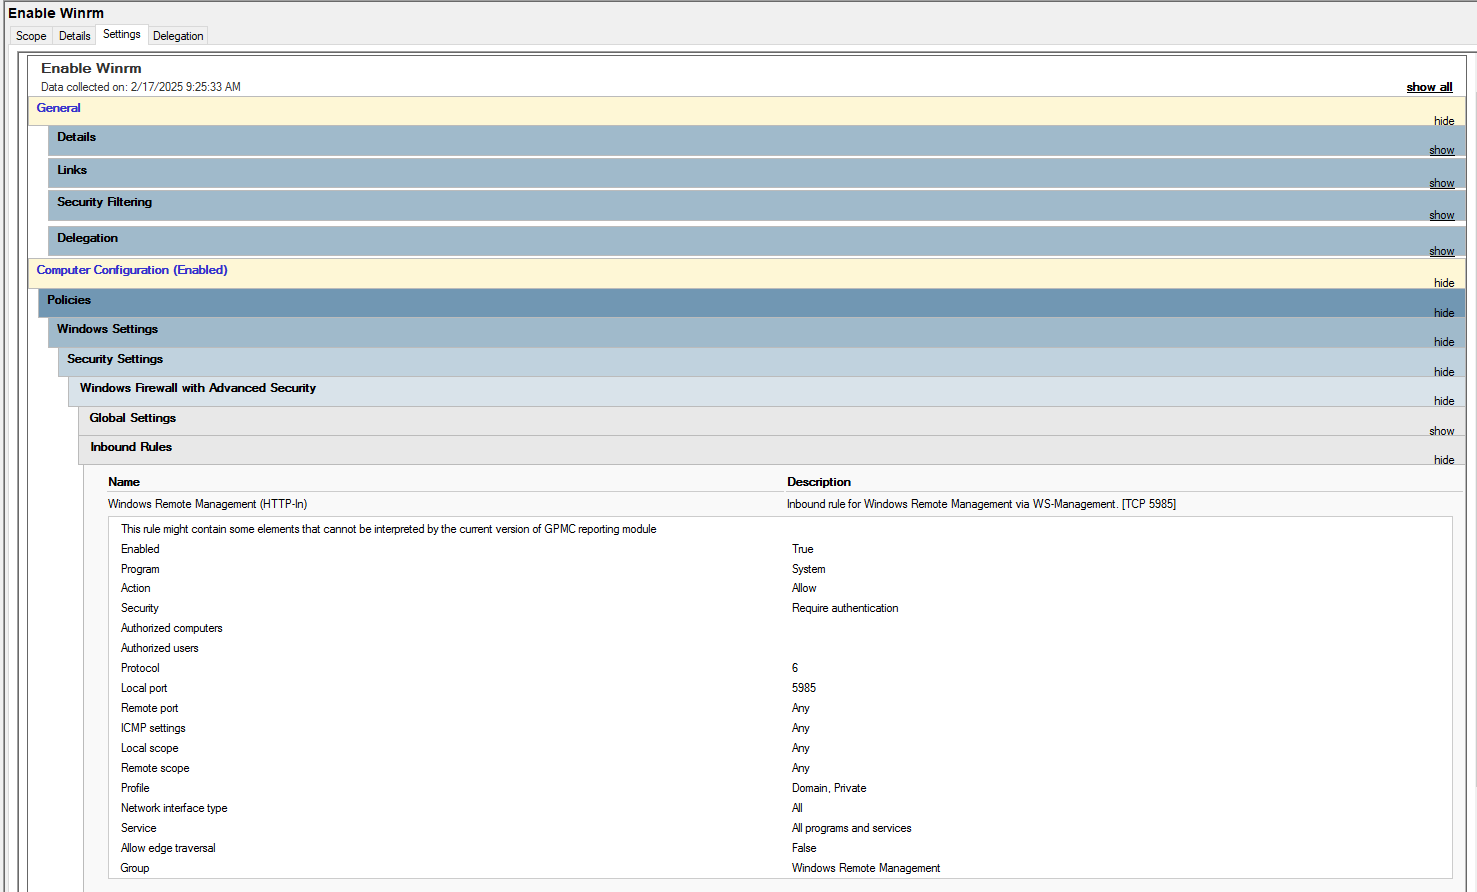 Enable Winrm
Scope Details Settings Delegation
Enable Winrm
Data collected on: 2/17/2025 9:25:33 AM show all
General hide
Details show
Links show
Security Filtering show
Delegation show
Computer Configuration (Enabled) hide
Policies hide
Windows Settings hide
Security Settings hide
Windows Firewall with Advanced Security hide
Global Settings show
Inbound Rules hide
Name Description
Windows Remote Management (HTTP-In) Inbound rule for Windows Remote Management via WS-Management. [TCP 5985]
This rule might contain some elements that cannot be interpreted by the current version of GPMC reporting module
Enabled True
Program System
Action Allow
Security Require authentication
Authorized computers
Authorized users
Protocol 6
Local port 5985
Remote port Any
ICMP settings Any
Local scope Any
Remote scope Any
Profile Domain, Private
Network interface type All
Service All programs and services
Allow edge traversal False
Group Windows Remote Management